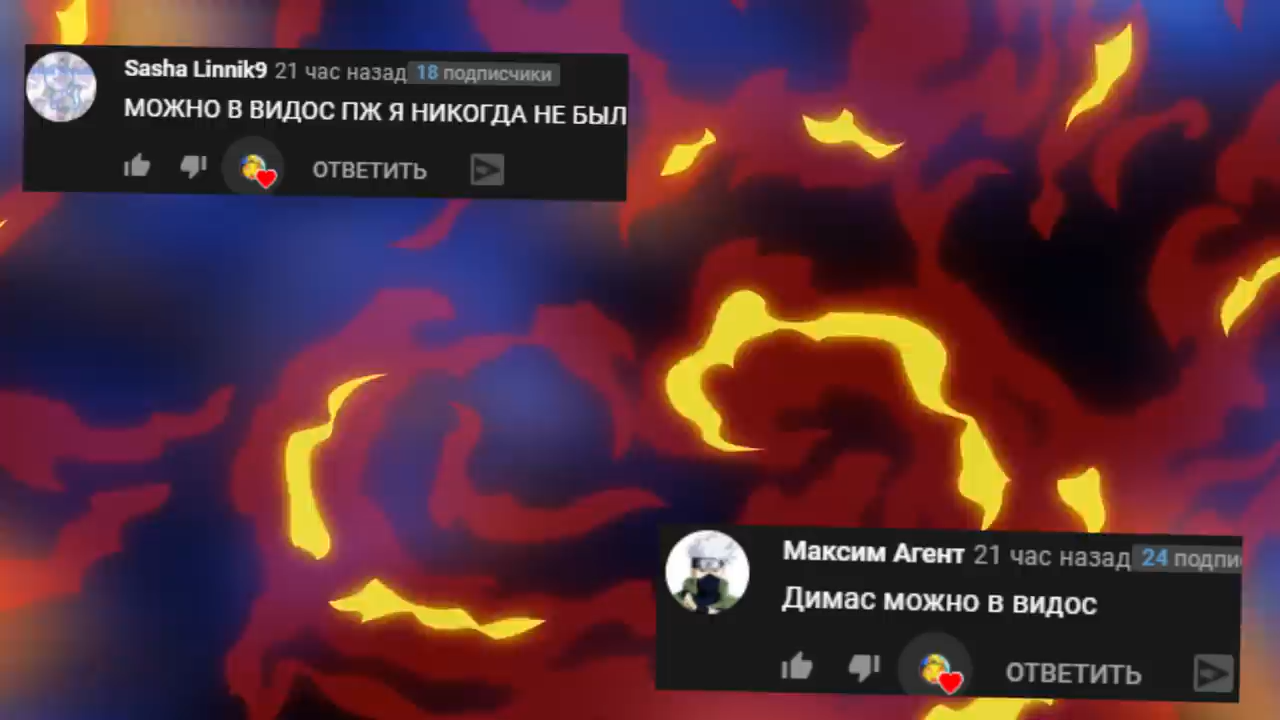 Sasha Linnik9 21 час назад 18 подписчики
МОЖНО В ВИДОС ПЖ Я НИКОГДА НЕ БЫЛ
ОТВЕТИТЬ
Максим Агент 21 час назад 24
Димас можно в видос
ОТВЕТИТЬ